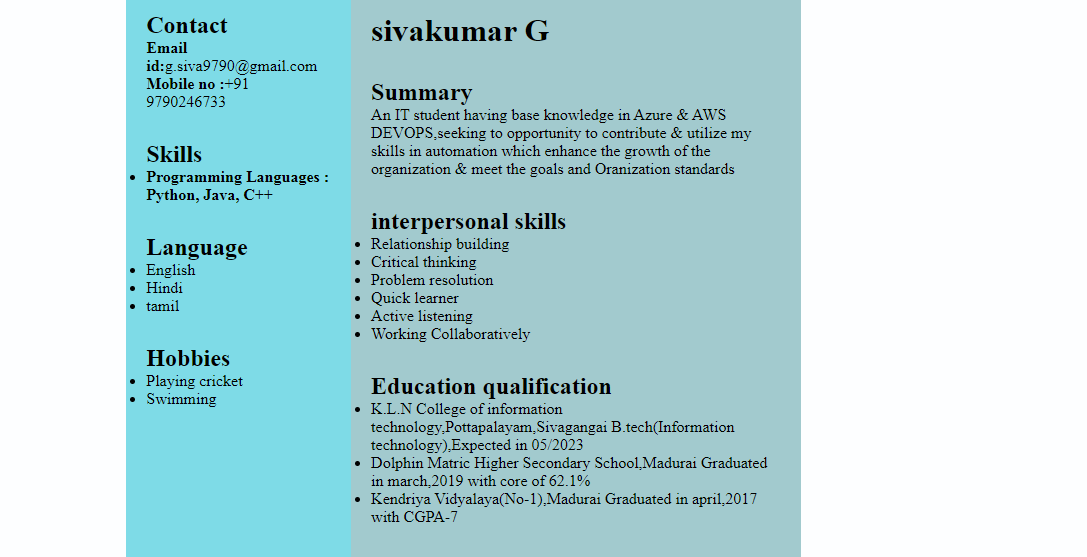 Contact
Email
id:g.siva9790@gmail.com
Mobile no :+91
9790246733
Skills
Programming Languages :
Python, Java, C++
Language
English
Hindi
tamil
Hobbies
Playing cricket
Swimming
sivakumar G
Summary
An IT student having base knowledge in Azure & AWS
DEVOPS,seeking to opportunity to contribute & utilize my
skills in automation which enhance the growth of the
organization & meet the goals and Oranization standards
interpersonal skills
Relationship building
Critical thinking
Problem resolution
Quick learner
Active listening
Working Collaboratively
Education qualification
K.L.N College of information
technology,Pottapalayam,Sivagangai B.tech(Information
technology),Expected in 05/2023
Dolphin Matric Higher Secondary School,Madurai Graduated
in march,2019 with core of 62.1%
Kendriya Vidyalaya(No-1),Madurai Graduated in april,2017
with CGPA-7